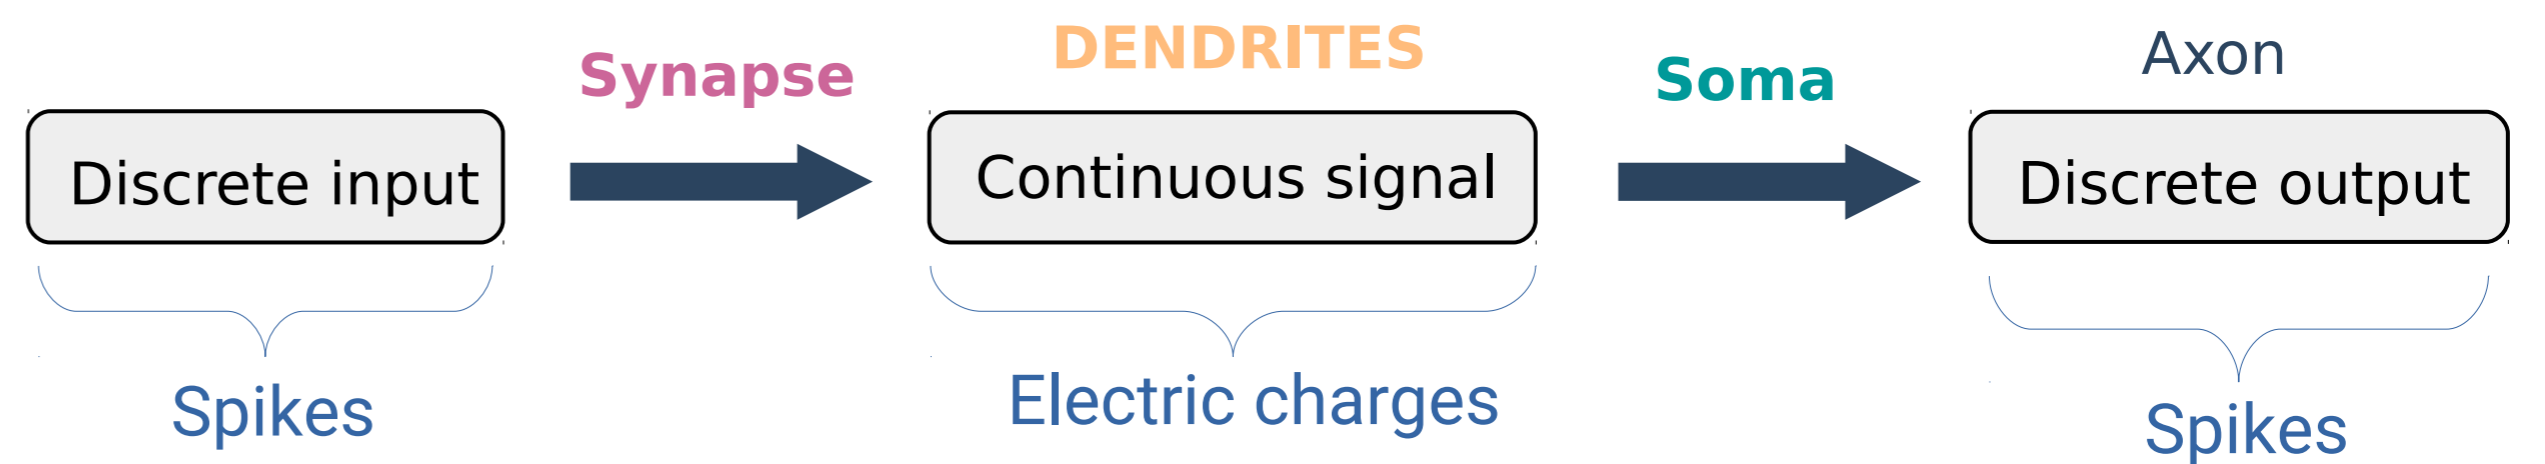 Synapse
DENDRITES
Soma
Axon
Discrete input
Continuous signal
Discrete output
Spikes
Electric charges
Spikes